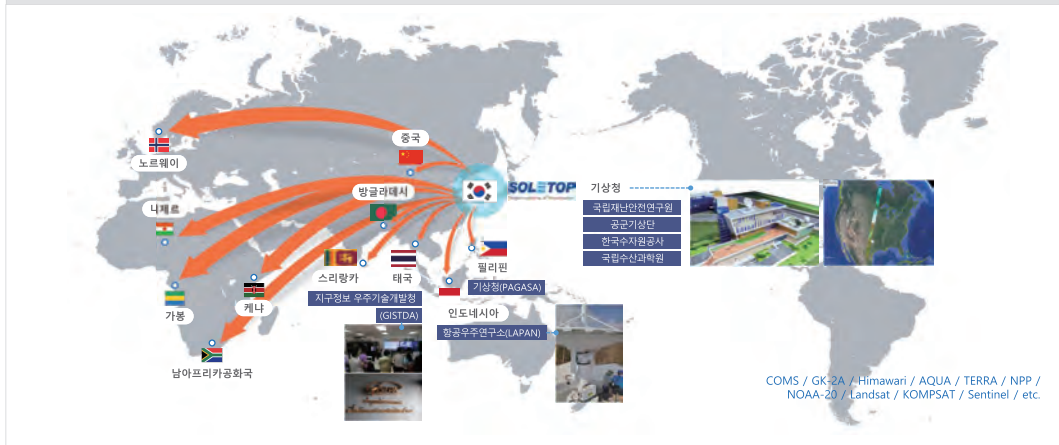 중국
노르웨이
방글라데시
SOLETOP
기상청
국립재난안전연구원
공군기상단
한국수자원공사
국립수산과학원
니제르
스리랑카
태국
필리핀
기상청(PAGASA)
지구정보 우주기술개발청
(GISTDA)
케냐
가봉
인도네시아
항공우주연구소(LAPAN)
남아프리카공화국
COMS / GK-2A / Himawari / AQUA / TERRA / NPP /
NOAA-20 / Landsat / KOMPSAT / Sentinel / etc.